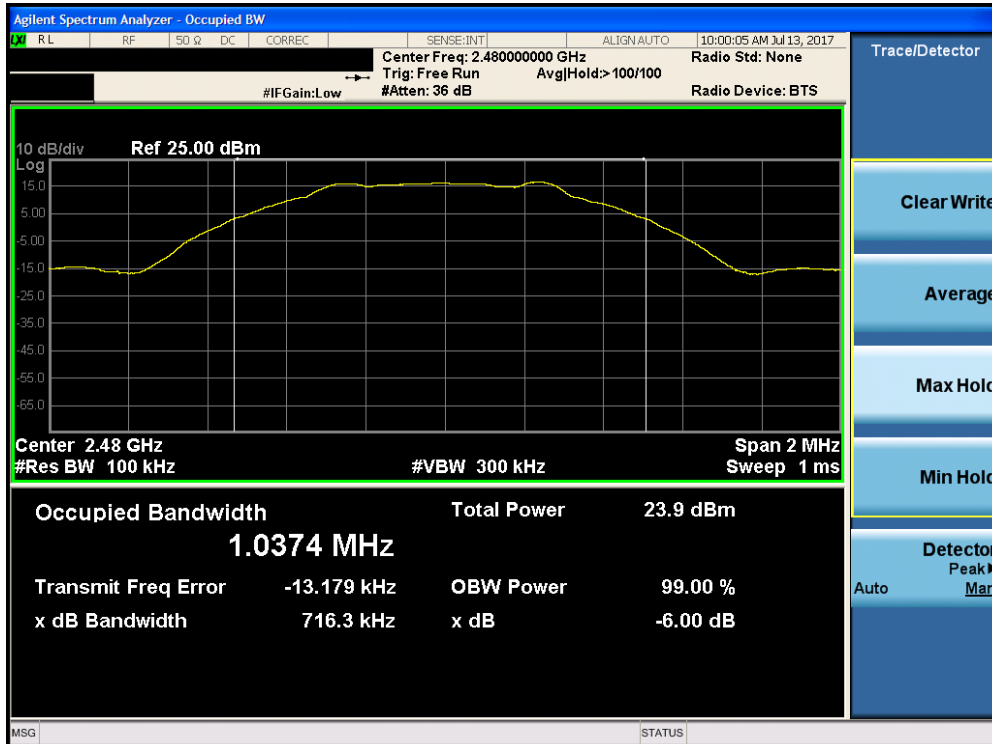 Agilent Spectrum Analyzer - Occupied BW
LXI RL RF 50 Ω DC CORREC SENSE:INT ALIGN AUTO 10:00:05 AM Jul 13, 2017
Center Freq: 2.480000000 GHz Radio Std: None
Trig: Free Run Avg|Hold:>100/100
#IFGain:Low #Atten: 36 dB Radio Device: BTS
Trace/Detector
10 dB/div Ref 25.00 dBm
Log
15.0
5.00
-5.00
-15.0
-25.0
-35.0
-45.0
-55.0
-65.0
Center 2.48 GHz Span 2 MHz
#Res BW 100 kHz #VBW 300 kHz Sweep 1 ms
Occupied Bandwidth Total Power 23.9 dBm
1.0374 MHz
Transmit Freq Error -13.179 kHz OBW Power 99.00 %
x dB Bandwidth 716.3 kHz x dB -6.00 dB
Clear Write
Average
Max Hold
Min Hold
Detector
Peak
Auto Man
MSG STATUS